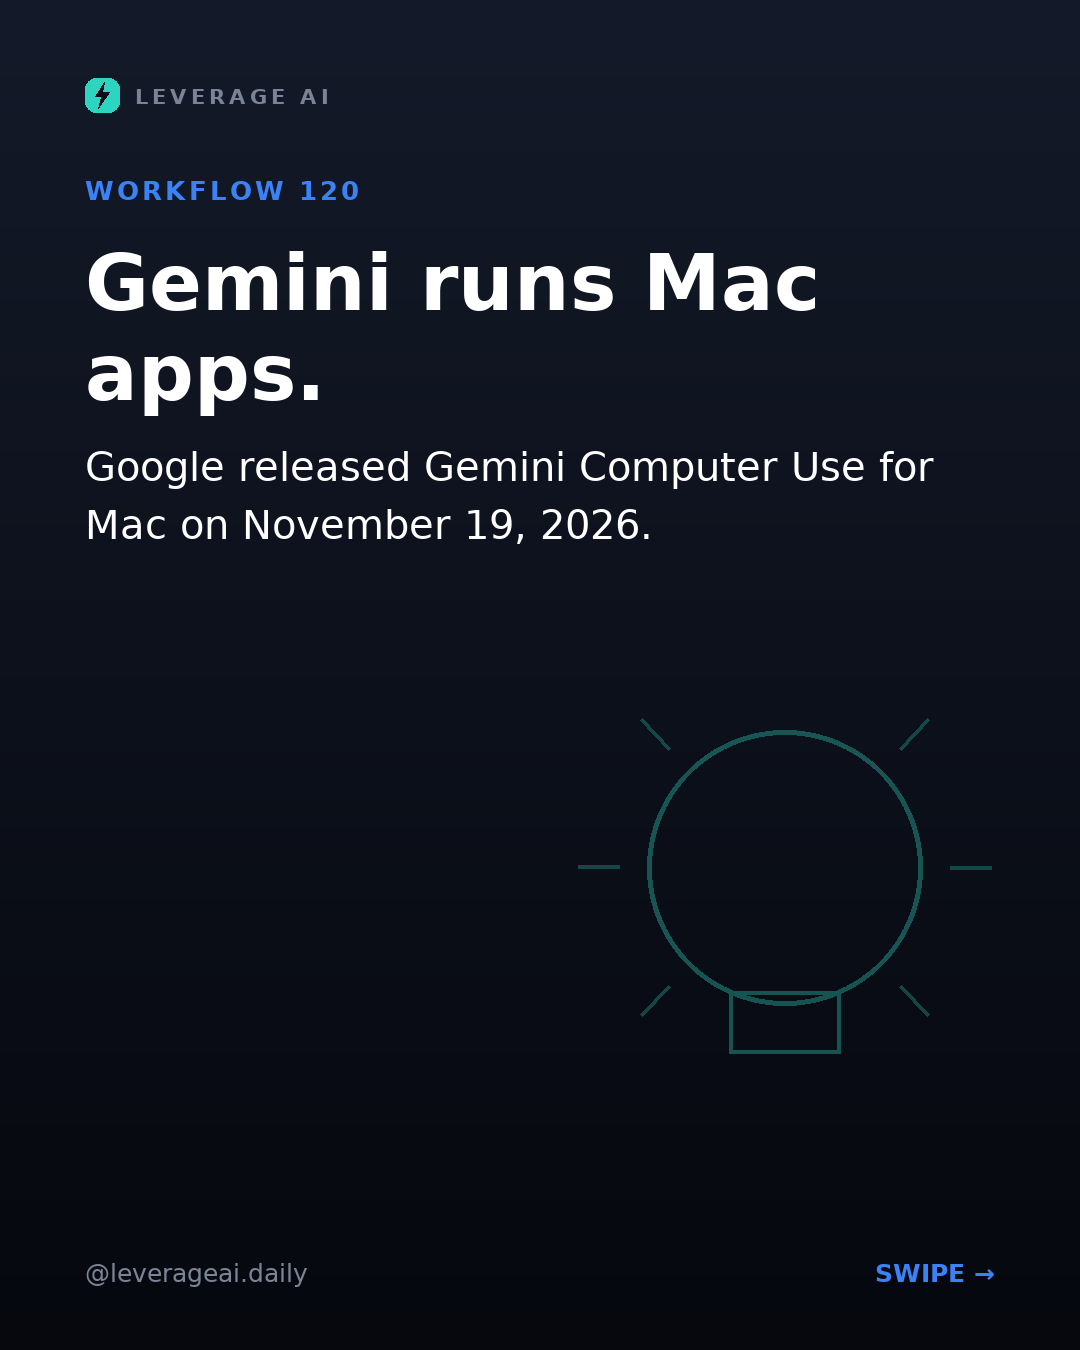 LEVERAGE AI
WORKFLOW 120
Gemini runs Mac
apps.
Google released Gemini Computer Use for
Mac on November 19, 2026.
@leverageai.daily
SWIPE →